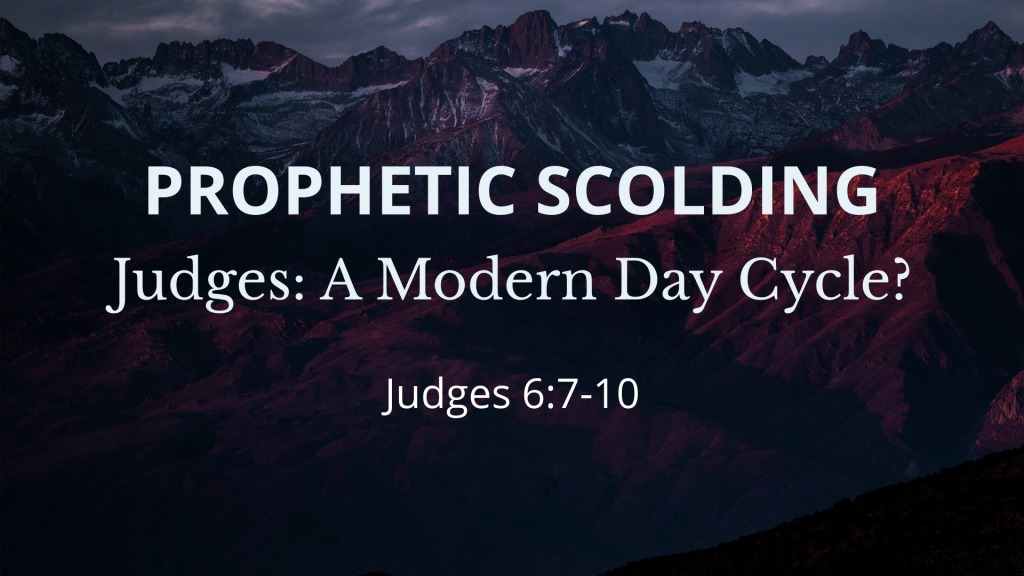 PROPHETIC SCOLDING
Judges: A Modern Day Cycle?
Judges 6:7-10